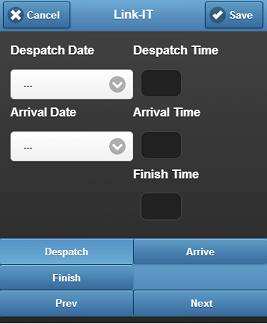 Cancel Link-IT Save
Despatch Date Despatch Time
...
Arrival Date Arrival Time
...
Finish Time
Despatch Arrive
Finish
Prev Next